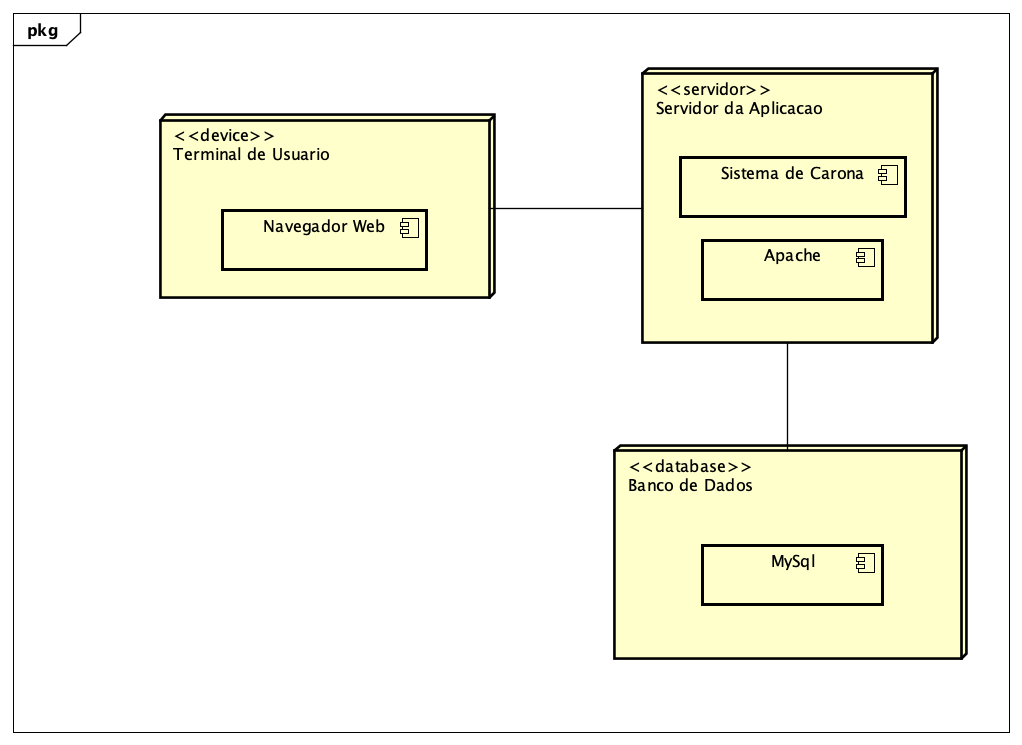 pkg
<<device>>
Terminal de Usuario
Navegador Web
<<servidor>>
Servidor da Aplicacao
Sistema de Carona
Apache
<<database>>
Banco de Dados
MySql